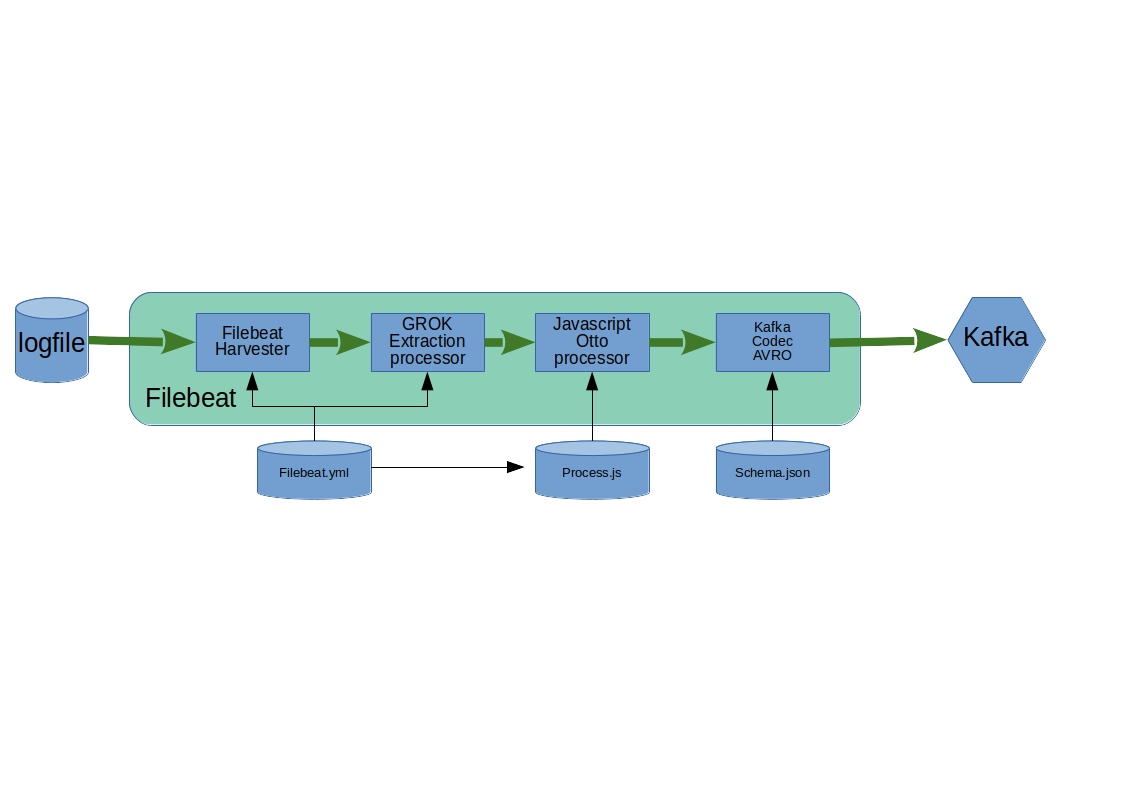 logfile
Filebeat
Harvester
GROK
Extraction
processor
Javascript
Otto
processor
Kafka
Codec
AVRO
Kafka
Filebeat
Filebeat.yml
Process.js
Schema.json